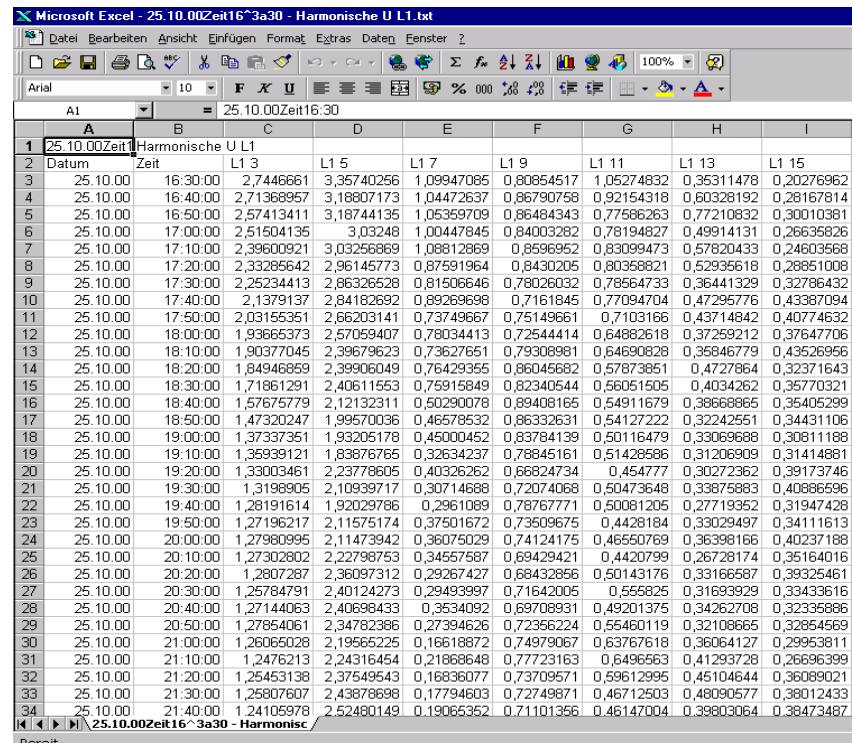 Microsoft Excel - 25.10.00Zeit16^3a30 - Harmonische U L1.txt
Datei Bearbeiten Ansicht Einfügen Format Extras Daten Fenster ?
100%
Arial 10 F K U % 000
A1 = 25.10.00Zeit16:30
A B C D E F G H I
1 25.10.00Zeit1 Harmonische U L1
2 Datum Zeit L1 3 L1 5 L1 7 L1 9 L1 11 L1 13 L1 15
3 25.10.00 16:30:00 2,7446661 3,35740256 1,09947085 0,80854517 1,05274832 0,35311478 0,20276962
4 25.10.00 16:40:00 2,71368957 3,18807173 1,04472637 0,86790758 0,92154318 0,60328192 0,28167814
5 25.10.00 16:50:00 2,57413411 3,18744135 1,05359709 0,86484343 0,77586263 0,77210832 0,30010381
6 25.10.00 17:00:00 2,51504135 3,03248 1,00447845 0,84003282 0,78194827 0,49914131 0,26635826
7 25.10.00 17:10:00 2,39600921 3,03256869 1,08812869 0,8596952 0,83099473 0,57820433 0,24603568
8 25.10.00 17:20:00 2,33285642 2,96145773 0,87591964 0,8430205 0,80358821 0,52935618 0,28851008
9 25.10.00 17:30:00 2,25234413 2,86326528 0,81506646 0,78026032 0,78564733 0,36441329 0,32786432
10 25.10.00 17:40:00 2,1379137 2,84182692 0,89269698 0,7161845 0,77094704 0,47295776 0,43387094
11 25.10.00 17:50:00 2,03155351 2,66203141 0,73749667 0,75149661 0,7103166 0,43714842 0,40774632
12 25.10.00 18:00:00 1,93665373 2,57059407 0,78034413 0,72544414 0,64882618 0,37259212 0,37647706
13 25.10.00 18:10:00 1,90377045 2,39679623 0,73627651 0,79308981 0,64690828 0,35846779 0,43526956
14 25.10.00 18:20:00 1,84946859 2,39906049 0,76429355 0,86045682 0,57873851 0,4727864 0,32371643
15 25.10.00 18:30:00 1,71861291 2,40611553 0,75915849 0,82340544 0,56051505 0,4034262 0,35770321
16 25.10.00 18:40:00 1,57675779 2,12132311 0,50290078 0,89408165 0,54911679 0,38668865 0,35405299
17 25.10.00 18:50:00 1,47320247 1,99570036 0,46578532 0,86332631 0,54127222 0,32242551 0,34431106
18 25.10.00 19:00:00 1,37337351 1,93205178 0,45000452 0,83784139 0,50116479 0,33069688 0,30811188
19 25.10.00 19:10:00 1,35939121 1,83876765 0,32634237 0,78845161 0,51428586 0,31206909 0,31414881
20 25.10.00 19:20:00 1,33003461 2,23778605 0,40326262 0,66824734 0,454777 0,30272362 0,39173746
21 25.10.00 19:30:00 1,3198905 2,10939717 0,30714688 0,72074068 0,50473648 0,33875883 0,40886596
22 25.10.00 19:40:00 1,28191614 1,92029786 0,2961089 0,78767771 0,50081205 0,27719352 0,31947428
23 25.10.00 19:50:00 1,27196217 2,11575174 0,37501672 0,73509675 0,4428184 0,33029497 0,34111613
24 25.10.00 20:00:00 1,27980995 2,11473942 0,36075029 0,74124175 0,46550769 0,36398166 0,40237188
25 25.10.00 20:10:00 1,27302802 2,22798753 0,34557587 0,69429421 0,4420799 0,26728174 0,35164016
26 25.10.00 20:20:00 1,2807287 2,36097312 0,29267427 0,68432856 0,50143176 0,33166587 0,39325461
27 25.10.00 20:30:00 1,25784791 2,40124273 0,29493997 0,71642005 0,555825 0,31693929 0,33433616
28 25.10.00 20:40:00 1,27144063 2,40698433 0,3534092 0,69708931 0,49201375 0,34262708 0,32335886
29 25.10.00 20:50:00 1,27854061 2,34782386 0,27394626 0,72356224 0,55460119 0,32108665 0,32854569
30 25.10.00 21:00:00 1,26065028 2,19565225 0,16618872 0,74979067 0,63767618 0,36064127 0,29953811
31 25.10.00 21:10:00 1,2476213 2,24316454 0,21868648 0,77723163 0,6496563 0,41293728 0,26696399
32 25.10.00 21:20:00 1,25453138 2,37549543 0,16836077 0,73709571 0,59612995 0,45104644 0,36089021
33 25.10.00 21:30:00 1,25807607 2,43878698 0,17794603 0,72749871 0,46712503 0,48090577 0,38012433
34 25.10.00 21:40:00 1,24105978 2,52480149 0,19065352 0,71101356 0,46147004 0,39803064 0,38473487
25.10.00Zeit16^3a30 - Harmonisc
Bereit